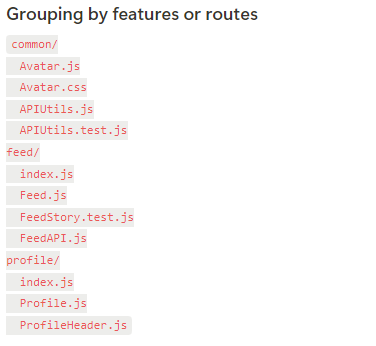 Grouping by features or routes
common/
Avatar.js
Avatar.css
APIUtils.js
APIUtils.test.js
feed/
index.js
Feed.js
FeedStory.test.js
FeedAPI.js
profile/
index.js
Profile.js
ProfileHeader.js